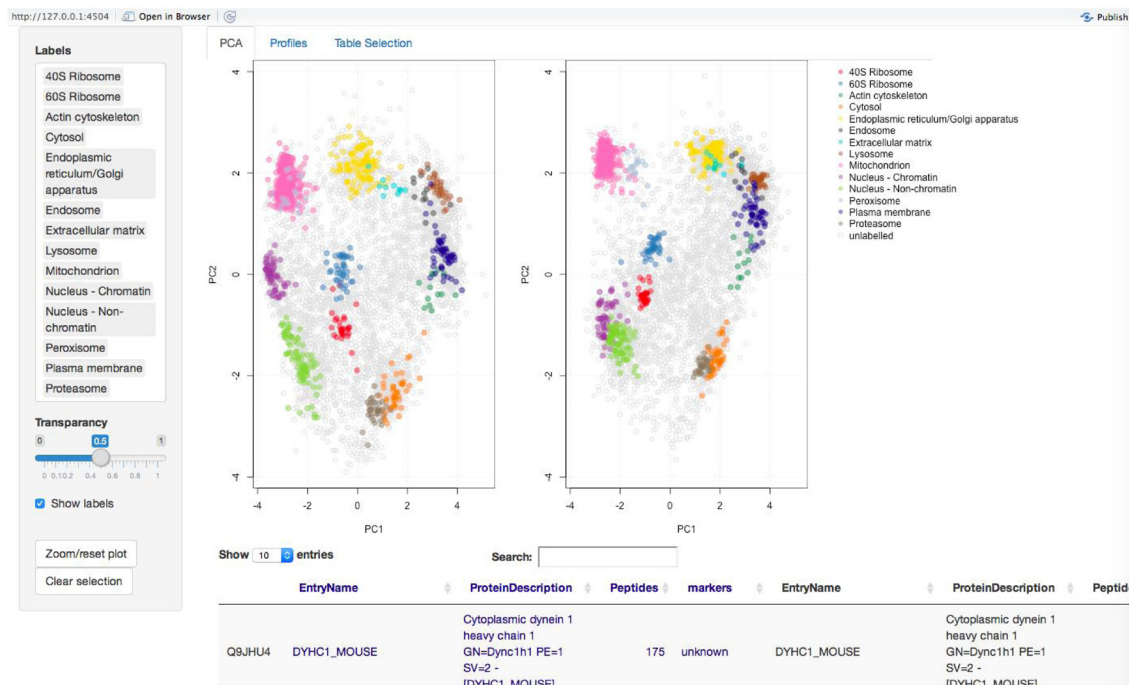 http://127.0.0.1:4504 Open in Browser Publish
Labels
40S Ribosome
60S Ribosome
Actin cytoskeleton
Cytosol
Endoplasmic
reticulum/Golgi
apparatus
Endosome
Extracellular matrix
Lysosome
Mitochondrion
Nucleus - Chromatin
Nucleus - Non-
chromatin
Peroxisome
Plasma membrane
Proteasome
Transparancy
0 0.5 1
0 0.10.2 0.4 0.6 0.8 1
Show labels
Zoom/reset plot
Clear selection
PCA Profiles Table Selection
4
2
0
-2
-4
PC2
-4 -2 0 2 4
PC1
4
2
0
-2
-4
PC2
-4 -2 0 2 4
PC1
40S Ribosome
60S Ribosome
Actin cytoskeleton
Cytosol
Endoplasmic reticulum/Golgi apparatus
Endosome
Extracellular matrix
Lysosome
Mitochondrion
Nucleus - Chromatin
Nucleus - Non-chromatin
Peroxisome
Plasma membrane
Proteasome
unlabelled
Show 10 entries Search:
EntryName ProteinDescription Peptides markers EntryName ProteinDescription Peptid
Cytoplasmic dynein 1 Cytoplasmic dynein 1
heavy chain 1 heavy chain 1
Q9JHU4 DYHC1_MOUSE GN=Dync1h1 PE=1 175 unknown DYHC1_MOUSE GN=Dync1h1 PE=1
SV=2 - SV=2 -
[DYHC1_MOUSE] [DYHC1_MOUSE]